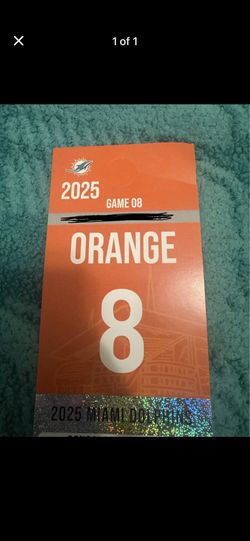 1 of 1
2025
GAME 08
ORANGE
8
2025 MIAMI DOLPHINS